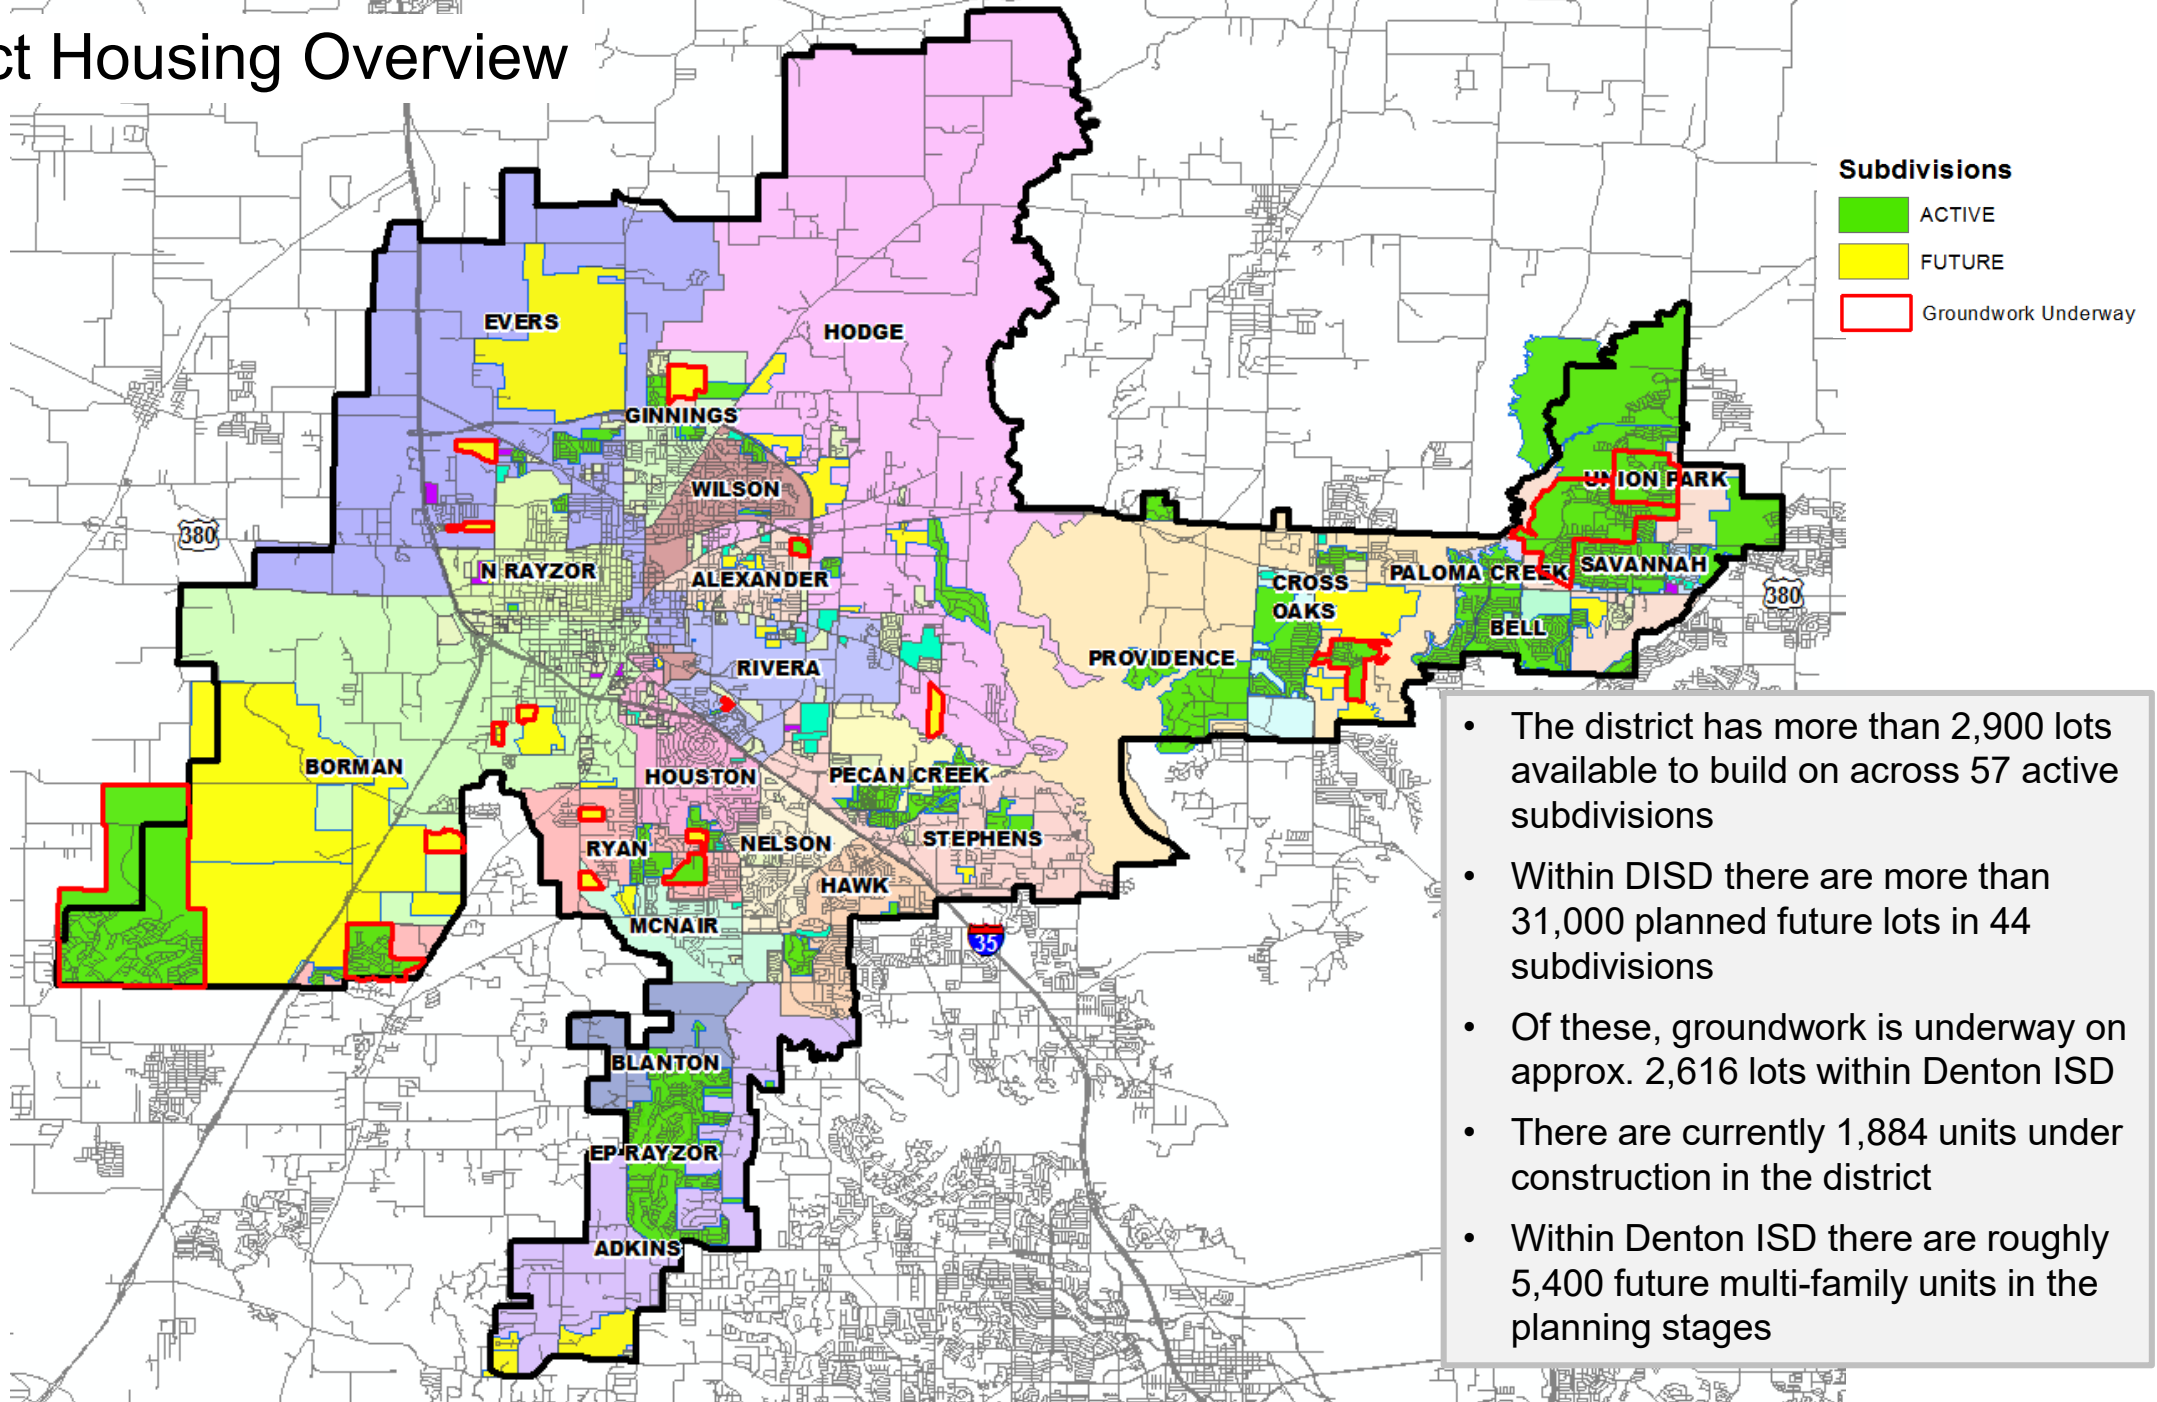 ct Housing Overview
Subdivisions
ACTIVE
FUTURE
Groundwork Underway
EVERS
HODGE
GINNINGS
WILSON
UNION PARK
380
N RAYZOR
ALEXANDER
CROSS
OAKS
PALOMA CREEK
SAVANNAH
380
BELL
RIVERA
PROVIDENCE
BORMAN
HOUSTON
PECAN CREEK
RYAN
NELSON
STEPHENS
HAWK
MCNAIR
35
BLANTON
EP RAYZOR
ADKINS
• The district has more than 2,900 lots
available to build on across 57 active
subdivisions
• Within DISD there are more than
31,000 planned future lots in 44
subdivisions
• Of these, groundwork is underway on
approx. 2,616 lots within Denton ISD
• There are currently 1,884 units under
construction in the district
• Within Denton ISD there are roughly
5,400 future multi-family units in the
planning stages